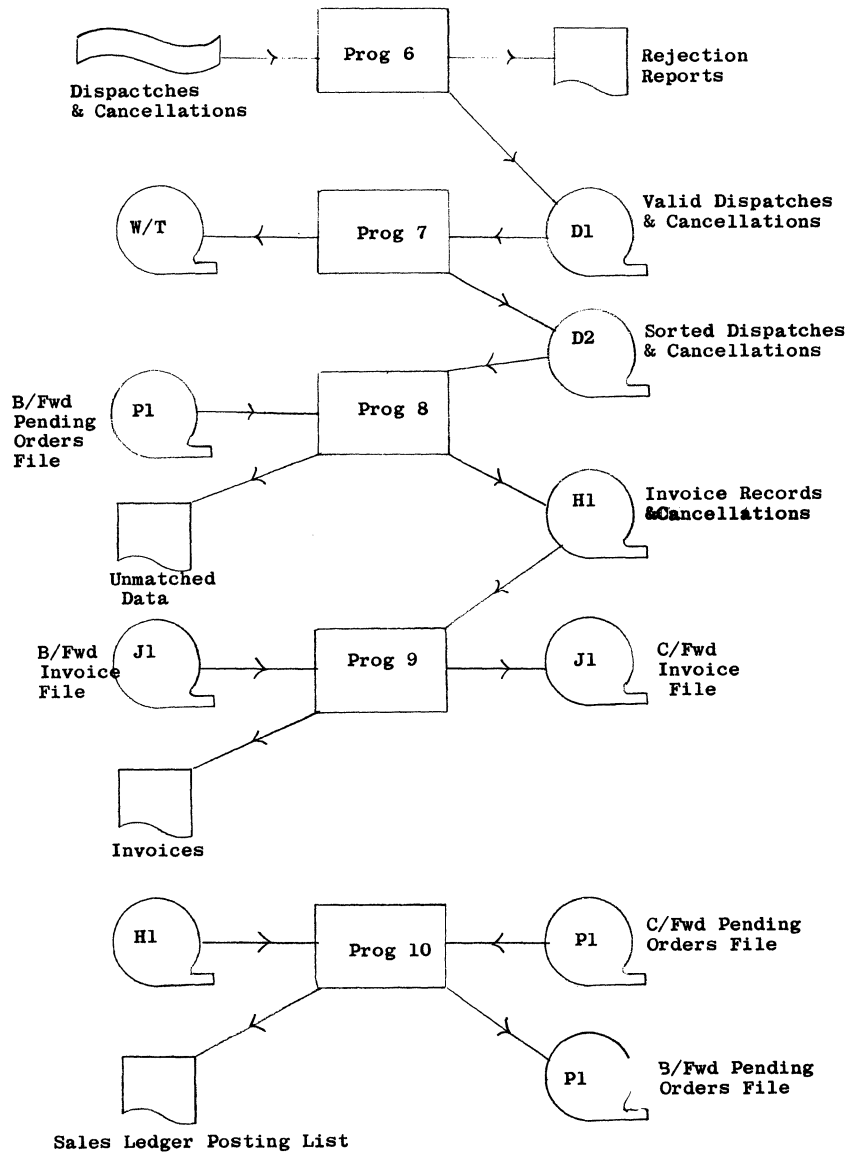 Prog 6
Rejection
Reports
Dispactches
& Cancellations
W/T
Prog 7
D1
Valid Dispatches
& Cancellations
D2
Sorted Dispatches
& Cancellations
B/Fwd
Pending
Orders
File
P1
Prog 8
H1
Invoice Records
&Cancellations
Unmatched
Data
B/Fwd
Invoice
File
J1
Prog 9
J1
C/Fwd
Invoice
File
Invoices
H1
Prog 10
P1
C/Fwd Pending
Orders File
P1
B/Fwd Pending
Orders File
Sales Ledger Posting List